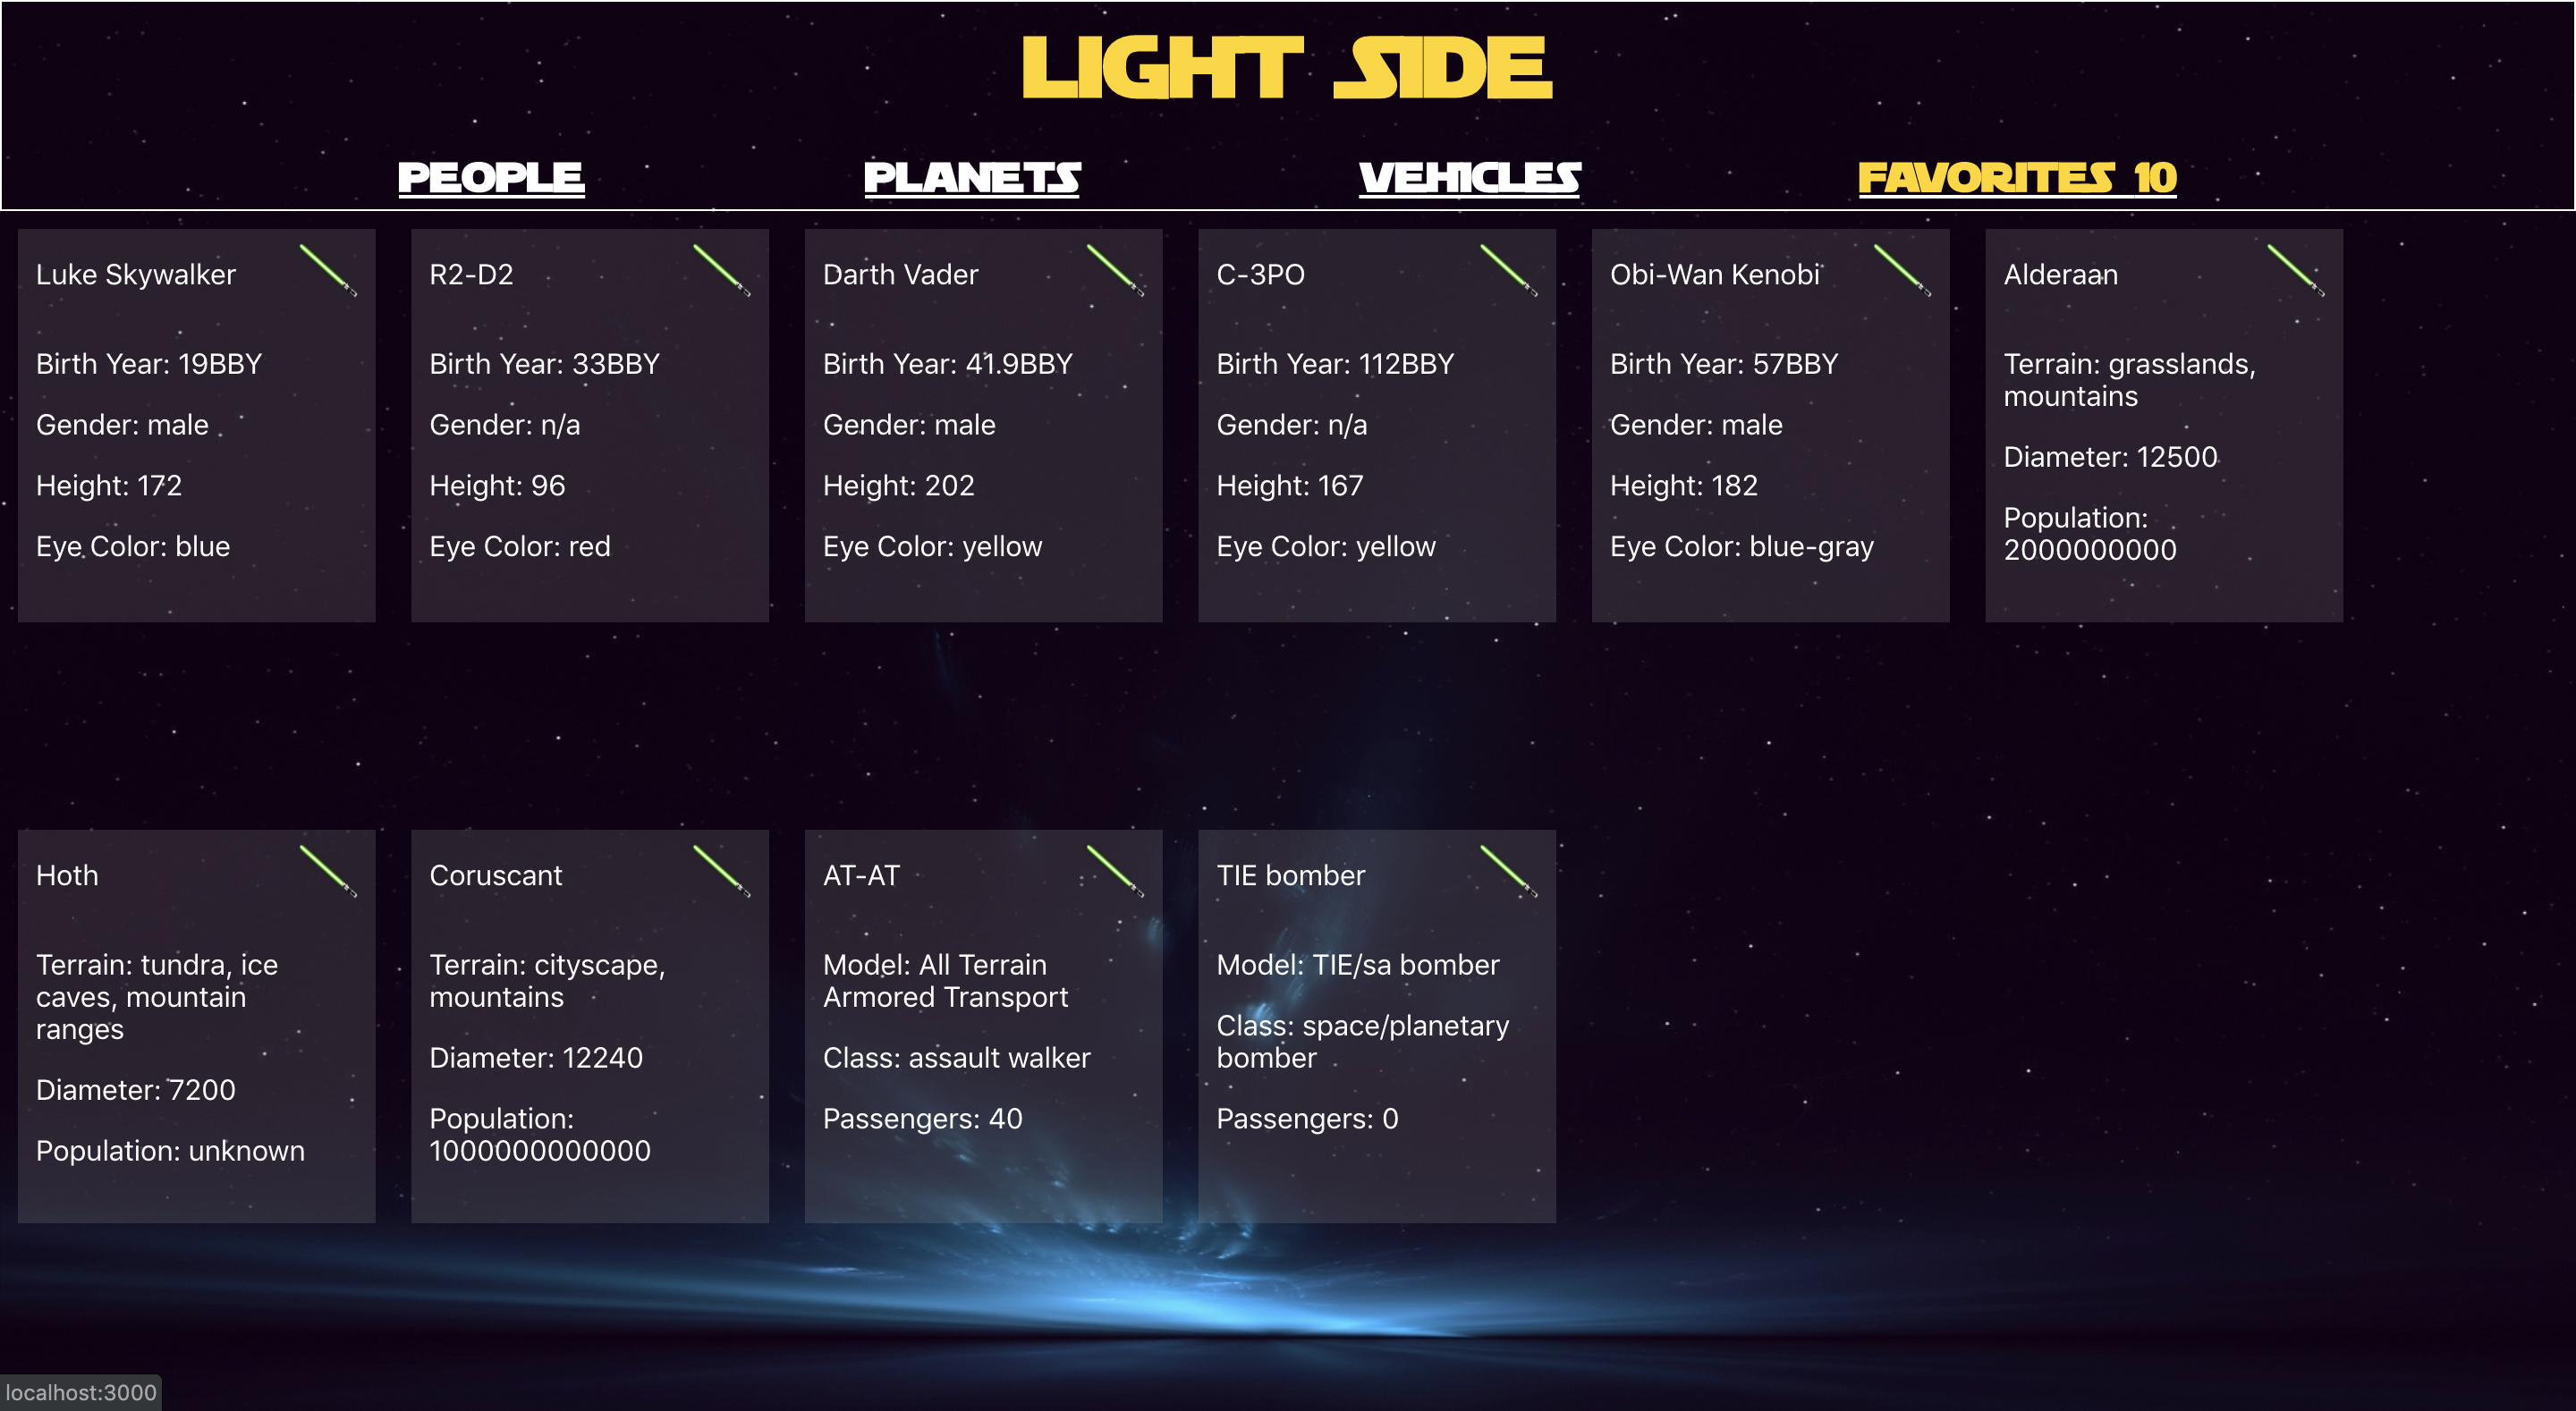 LIGHT SIDE
PEOPLE
PLANETS
VEHICLES
FAVORITES 10
Luke Skywalker
Birth Year: 19BBY
Gender: male
Height: 172
Eye Color: blue
R2-D2
Birth Year: 33BBY
Gender: n/a
Height: 96
Eye Color: red
Darth Vader
Birth Year: 41.9BBY
Gender: male
Height: 202
Eye Color: yellow
C-3PO
Birth Year: 112BBY
Gender: n/a
Height: 167
Eye Color: yellow
Obi-Wan Kenobi
Birth Year: 57BBY
Gender: male
Height: 182
Eye Color: blue-gray
Alderaan
Terrain: grasslands,
mountains
Diameter: 12500
Population:
2000000000
Hoth
Terrain: tundra, ice
caves, mountain
ranges
Diameter: 7200
Population: unknown
Coruscant
Terrain: cityscape,
mountains
Diameter: 12240
Population:
1000000000000
AT-AT
Model: All Terrain
Armored Transport
Class: assault walker
Passengers: 40
TIE bomber
Model: TIE/sa bomber
Class: space/planetary
bomber
Passengers: 0
localhost:3000